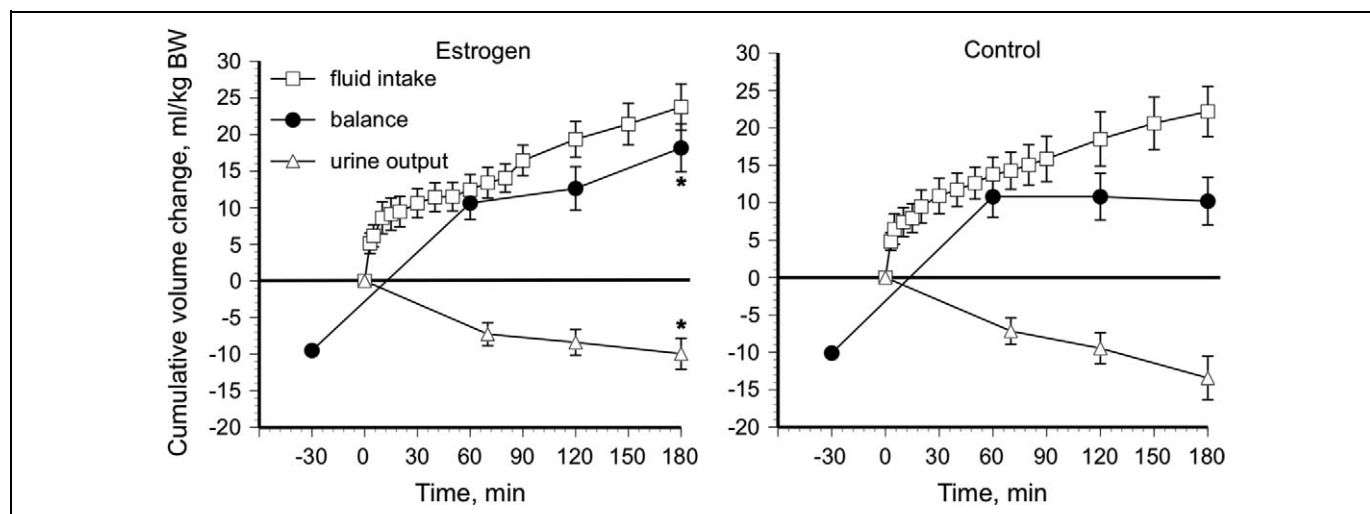 Estrogen
Cumulative volume change, ml/kg BW
30
25
20
15
10
5
0
-5
-10
-15
-20
fluid intake
balance
urine output
*
*
-30 0 30 60 90 120 150 180
Time, min
Control
30
25
20
15
10
5
0
-5
-10
-15
-20
-30 0 30 60 90 120 150 180
Time, min